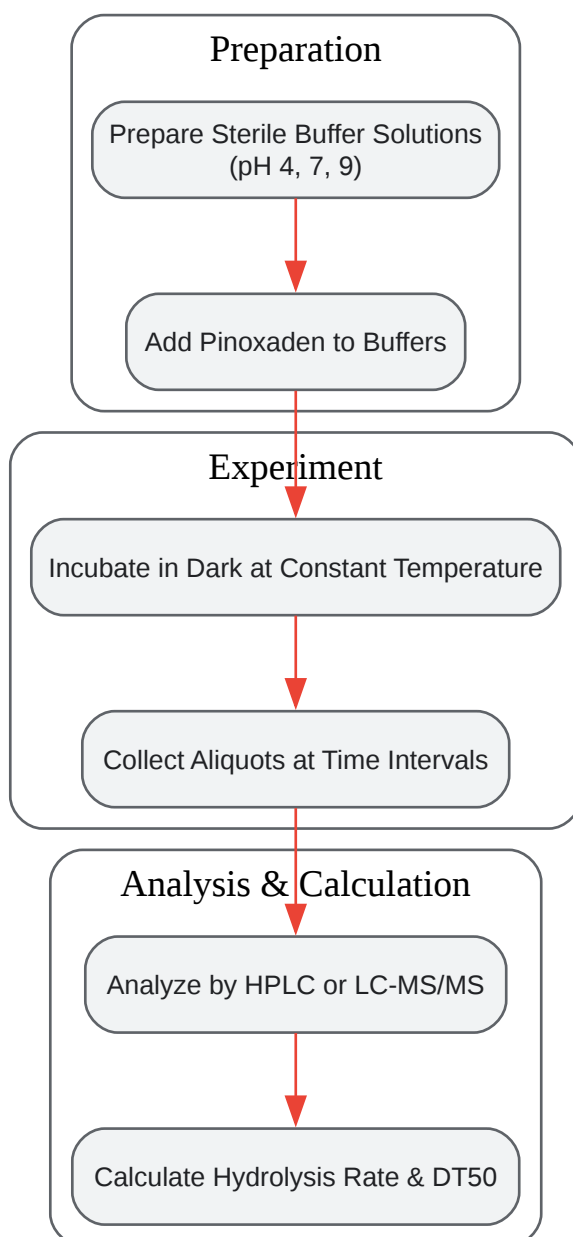 Preparation
Prepare Sterile Buffer Solutions
(pH 4, 7, 9)
Add Pinoxaden to Buffers
Experiment
Incubate in Dark at Constant Temperature
Collect Aliquots at Time Intervals
Analysis & Calculation
Analyze by HPLC or LC-MS/MS
Calculate Hydrolysis Rate & DT50